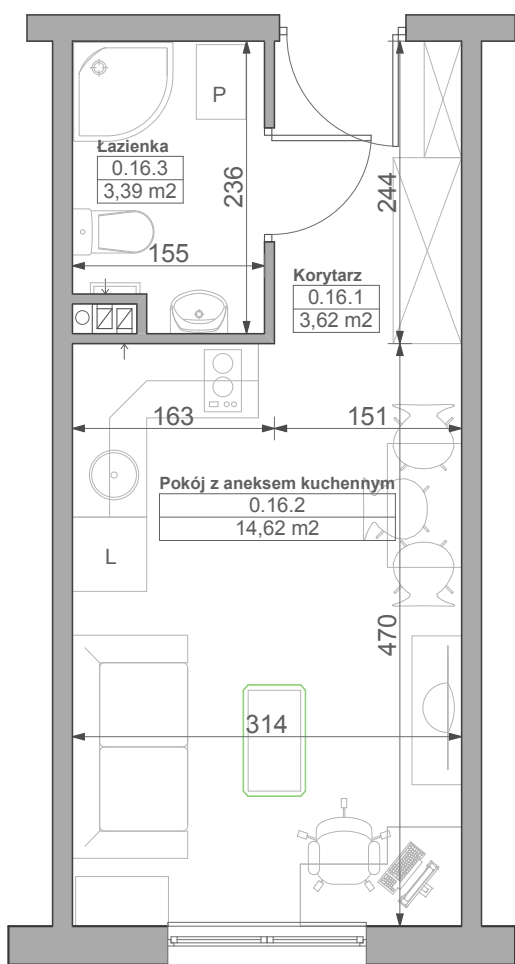 P
Łazienka
0.16.3
3,39 m2
236
155
244
Korytarz
0.16.1
3,62 m2
163
151
Pokój z aneksem kuchennym
0.16.2
14,62 m2
L
470
314